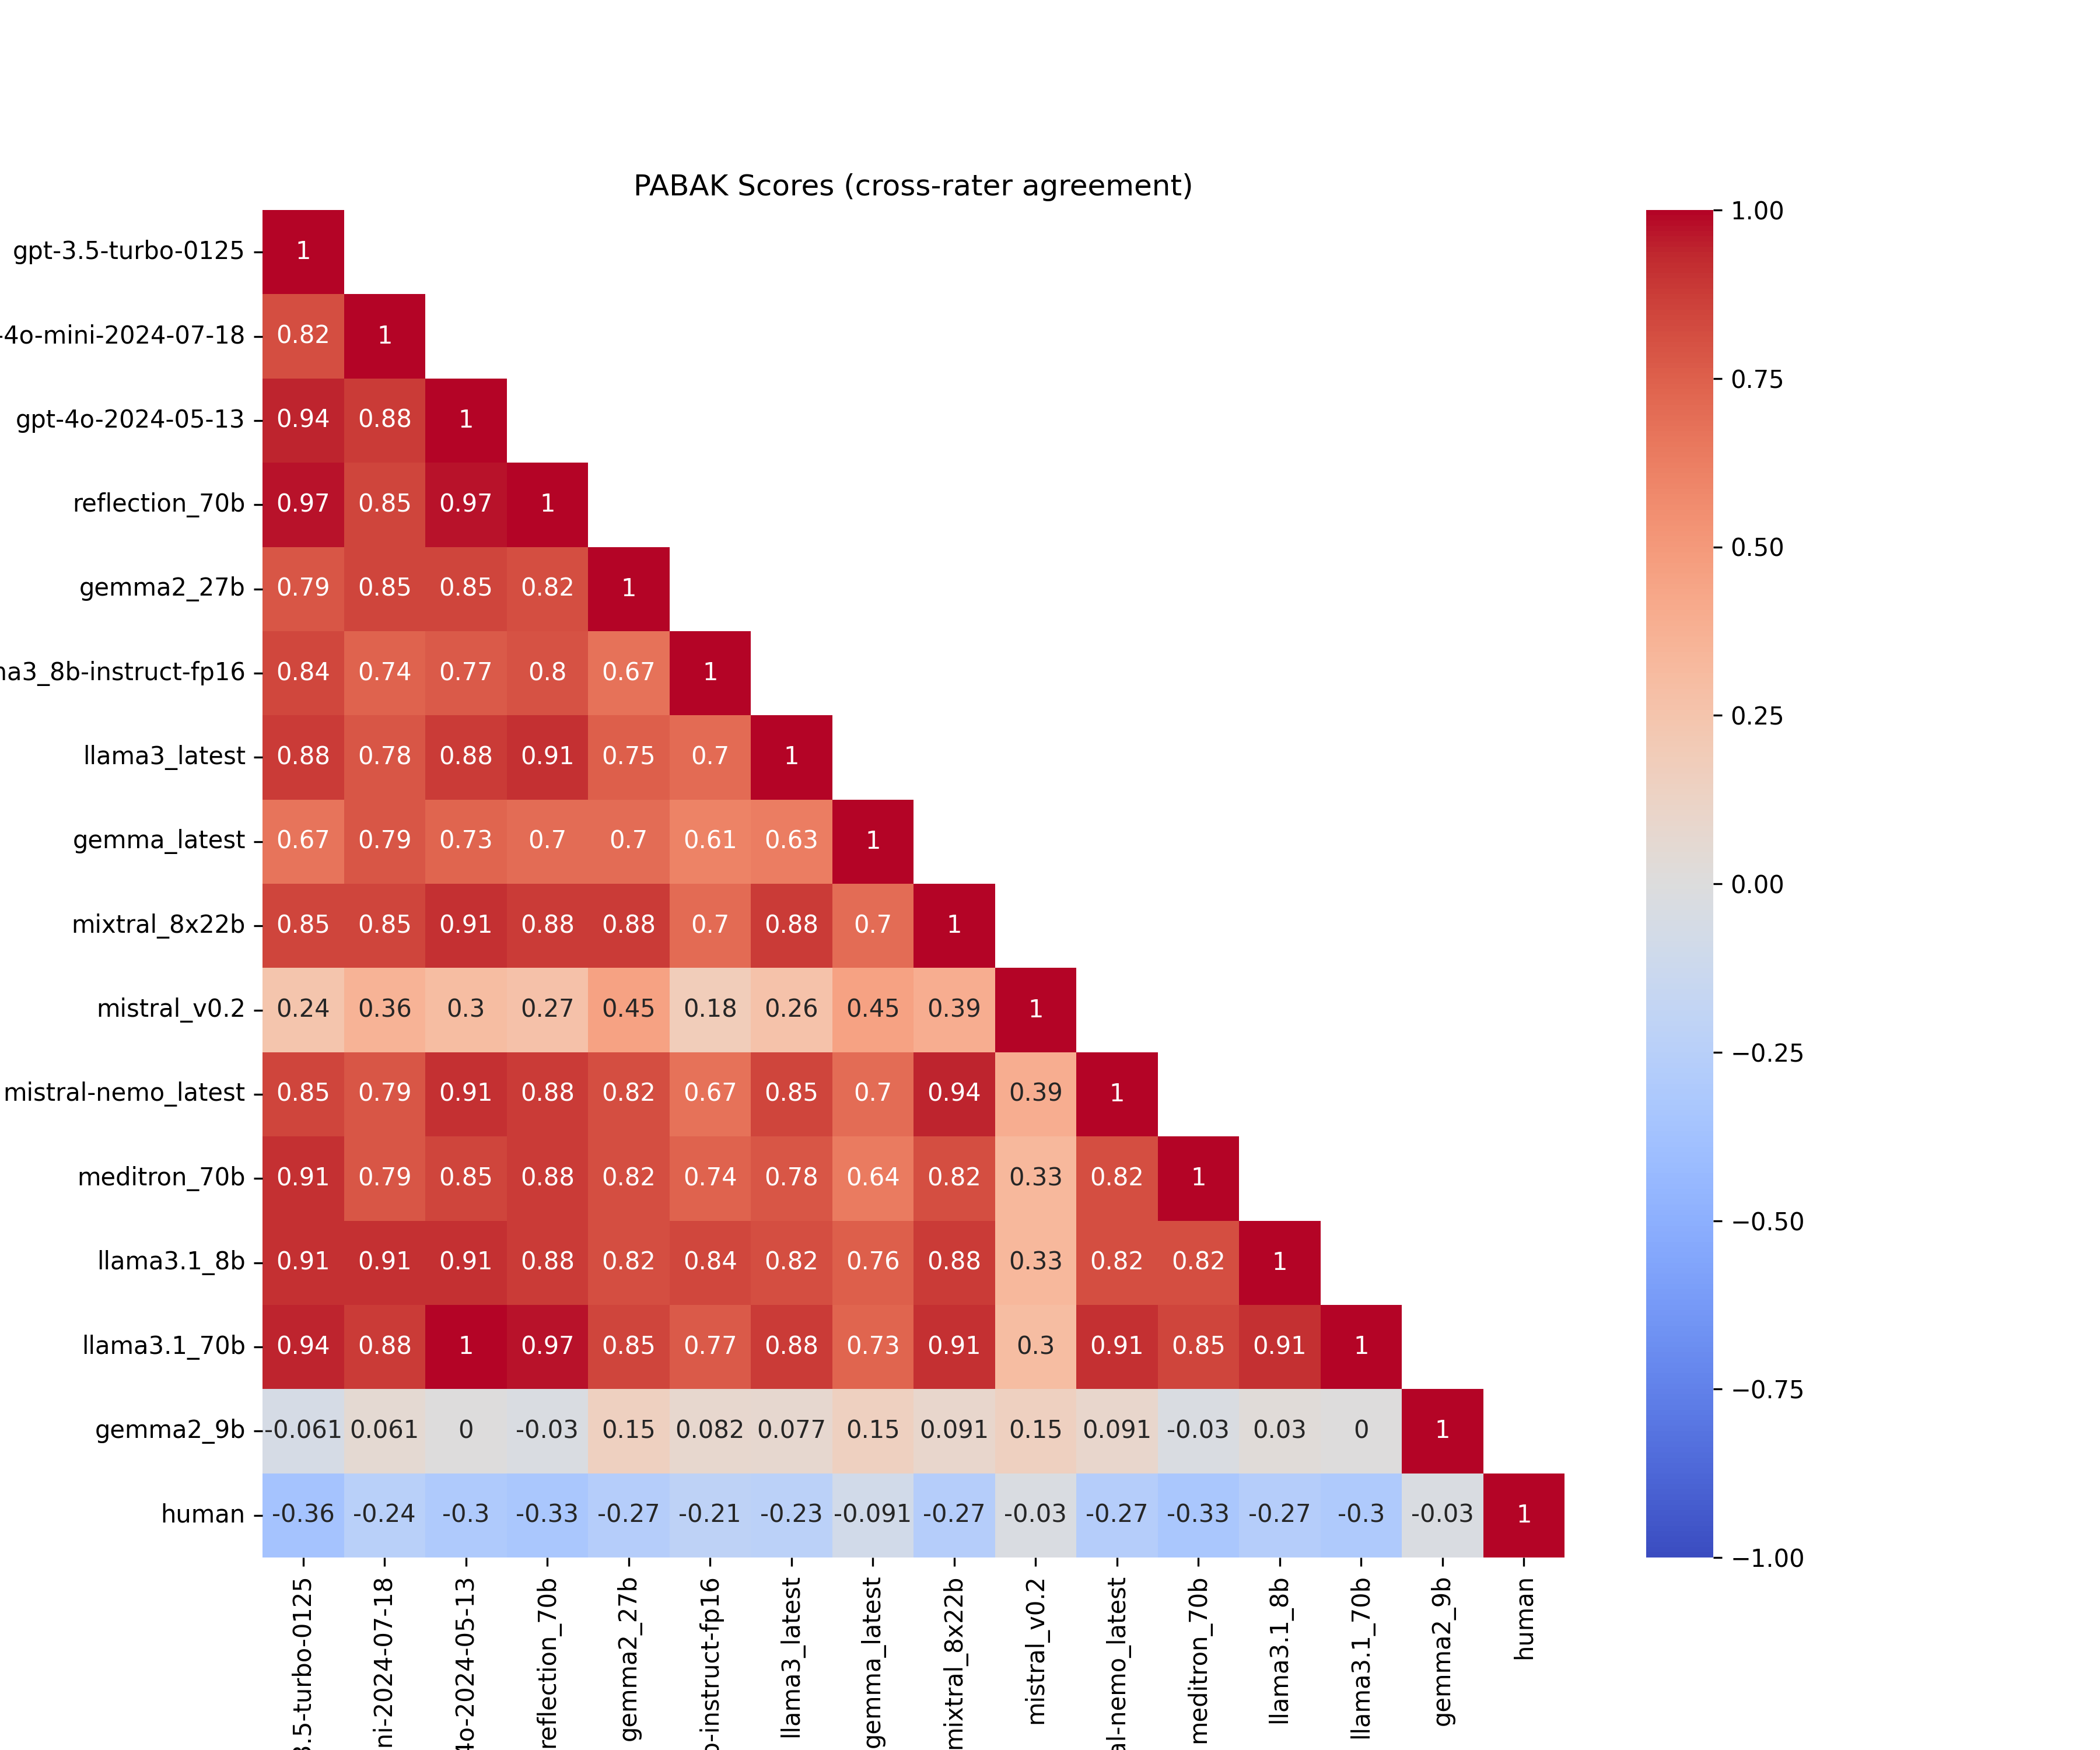 PABAK Scores (cross-rater agreement)
gpt-3.5-turbo-0125 1
-4o-mini-2024-07-18 0.82 1
gpt-4o-2024-05-13 0.94 0.88 1
reflection_70b 0.97 0.85 0.97 1
gemma2_27b 0.79 0.85 0.85 0.82 1
na3_8b-instruct-fp16 0.84 0.74 0.77 0.8 0.67 1
llama3_latest 0.88 0.78 0.88 0.91 0.75 0.7 1
gemma_latest 0.67 0.79 0.73 0.7 0.7 0.61 0.63 1
mixtral_8x22b 0.85 0.85 0.91 0.88 0.88 0.7 0.88 0.7 1
mistral_v0.2 0.24 0.36 0.3 0.27 0.45 0.18 0.26 0.45 0.39 1
mistral-nemo_latest 0.85 0.79 0.91 0.88 0.82 0.67 0.85 0.7 0.94 0.39 1
meditron_70b 0.91 0.79 0.85 0.88 0.82 0.74 0.78 0.64 0.82 0.33 0.82 1
llama3.1_8b 0.91 0.91 0.91 0.88 0.82 0.84 0.82 0.76 0.88 0.33 0.82 0.82 1
llama3.1_70b 0.94 0.88 1 0.97 0.85 0.77 0.88 0.73 0.91 0.3 0.91 0.85 0.91 1
gemma2_9b -0.061 0.061 0 -0.03 0.15 0.082 0.077 0.15 0.091 0.15 0.091 -0.03 0.03 0 1
human -0.36 -0.24 -0.3 -0.33 -0.27 -0.21 -0.23 -0.091 -0.27 -0.03 -0.27 -0.33 -0.27 -0.3 -0.03 1
3.5-turbo-0125
ni-2024-07-18
4o-2024-05-13
reflection_70b
gemma2_27b
b-instruct-fp16
llama3_latest
gemma_latest
mixtral_8x22b
mistral_v0.2
al-nemo_latest
meditron_70b
llama3.1_8b
llama3.1_70b
gemma2_9b
human
1.00
0.75
0.50
0.25
0.00
−0.25
−0.50
−0.75
−1.00